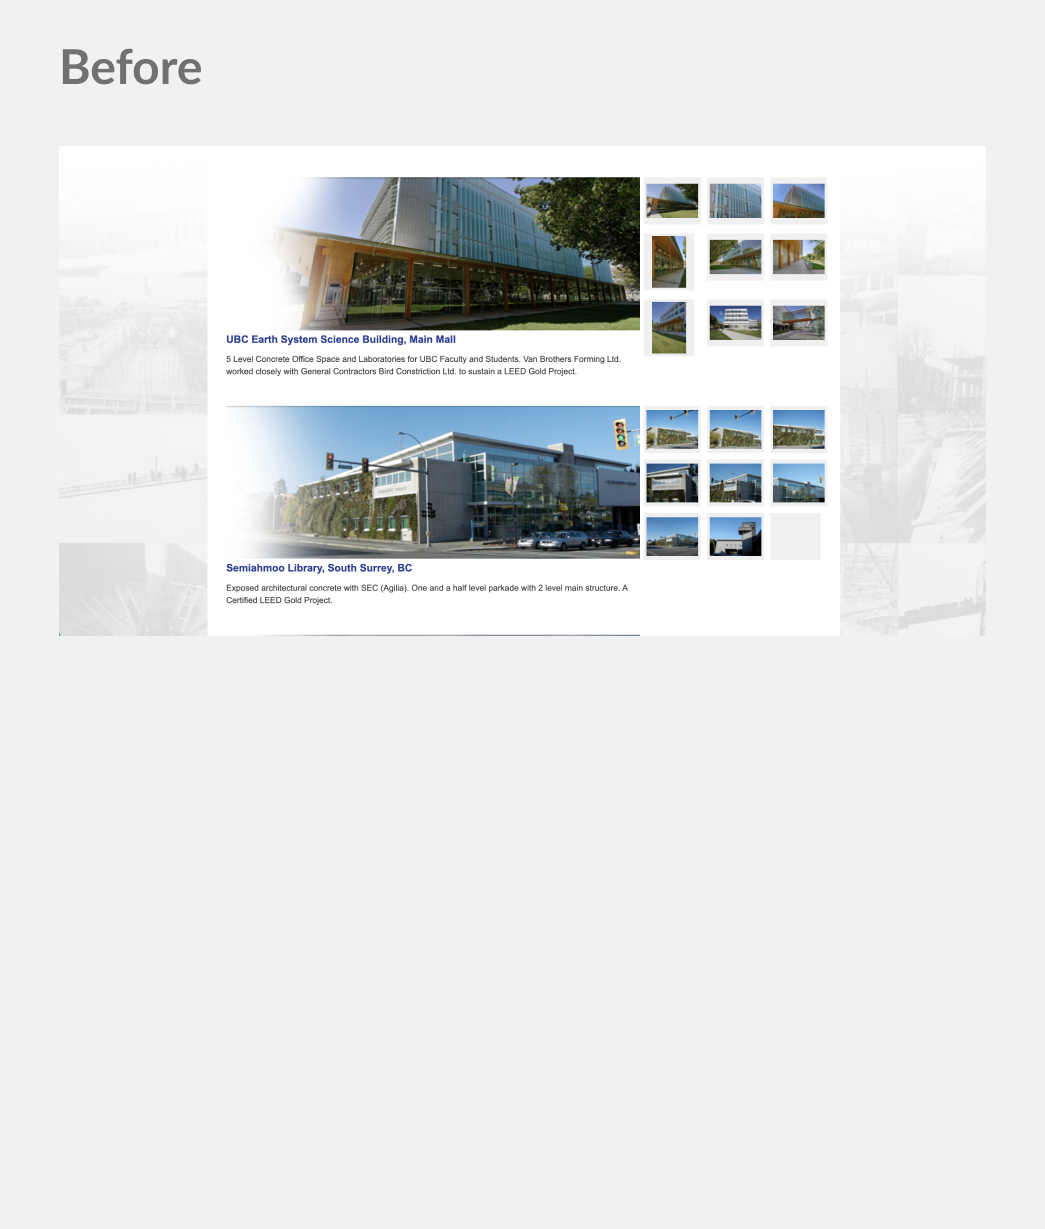 Before
UBC Earth System Science Building, Main Mall
5 Level Concrete Office Space and Laboratories for UBC Faculty and Students. Van Brothers Forming Ltd.
worked closely with General Contractors Bird Constriction Ltd. to sustain a LEED Gold Project.
Semiahmoo Library, South Surrey, BC
Exposed architectural concrete with SEC (Agilia). One and a half level parkade with 2 level main structure. A
Certified LEED Gold Project.